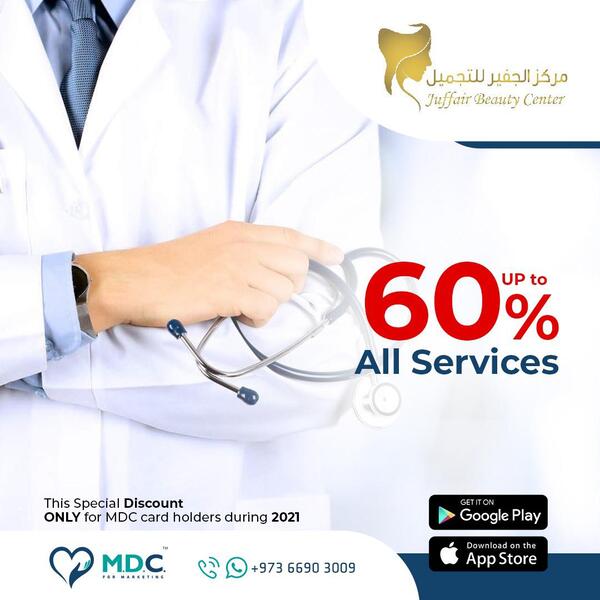 مركز الجفير للتجميل
Juffair Beauty Center
UP to
60%
All Services
This Special Discount
ONLY for MDC card holders during 2021
GET IT ON
Google Play
Download on the
App Store
M.D.C. TM
FOR MARKETING
+973 6690 3009